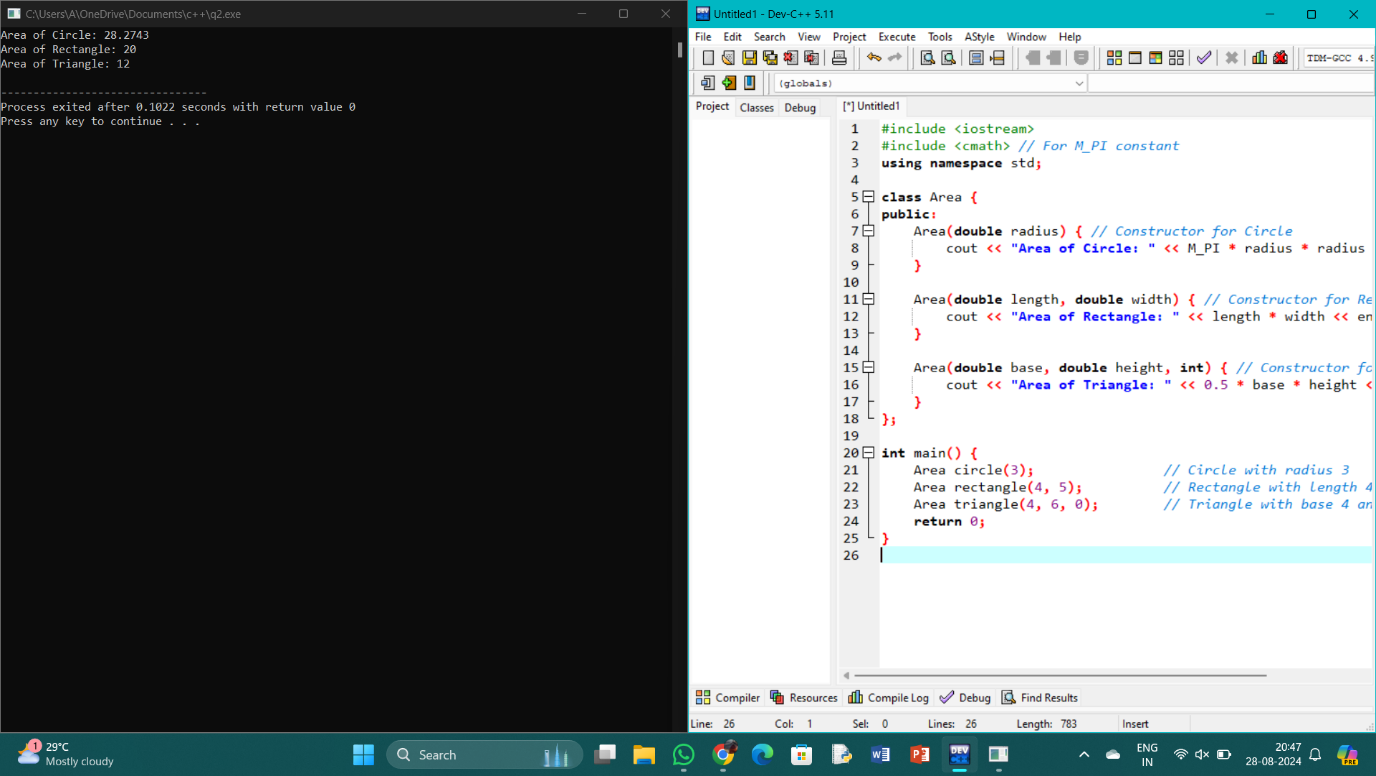 C:\Users\A\OneDrive\Documents\c++\q2.exe
Area of Circle: 28.2743
Area of Rectangle: 20
Area of Triangle: 12
--------------------------------
Process exited after 0.1022 seconds with return value 0
Press any key to continue . . .
Untitled1 - Dev-C++ 5.11
File Edit Search View Project Execute Tools AStyle Window Help
TDM-GCC 4.9
(globals)
Project Classes Debug
[*] Untitled1
1 #include <iostream>
2 #include <cmath> // For M_PI constant
3 using namespace std;
4
5 class Area {
6 public:
7 Area(double radius) { // Constructor for Circle
8 cout << "Area of Circle: " << M_PI * radius * radius
9 }
10
11 Area(double length, double width) { // Constructor for Re
12 cout << "Area of Rectangle: " << length * width << en
13 }
14
15 Area(double base, double height, int) { // Constructor fo
16 cout << "Area of Triangle: " << 0.5 * base * height <
17 }
18 };
19
20 int main() {
21 Area circle(3); // Circle with radius 3
22 Area rectangle(4, 5); // Rectangle with length 4
23 Area triangle(4, 6, 0); // Triangle with base 4 an
24 return 0;
25 }
26
Compiler Resources Compile Log Debug Find Results
Line: 26 Col: 1 Sel: 0 Lines: 26 Length: 783 Insert
1
29°C
Mostly cloudy
Search
DEV
PRE
ENG
IN
20:47
28-08-2024